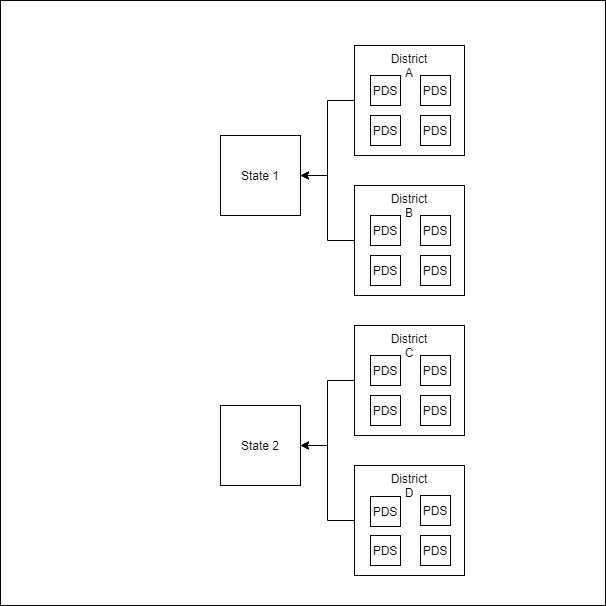 District
A
PDS PDS
PDS PDS
State 1
District
B
PDS PDS
PDS PDS
District
C
PDS PDS
PDS PDS
State 2
District
D
PDS PDS
PDS PDS